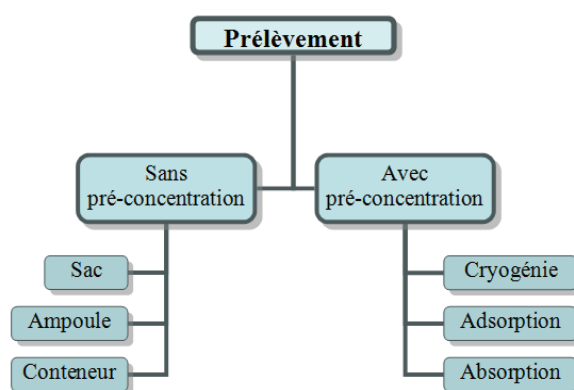 Prélèvement
Sans
pré-concentration
Avec
pré-concentration
Sac
Ampoule
Conteneur
Cryogénie
Adsorption
Absorption